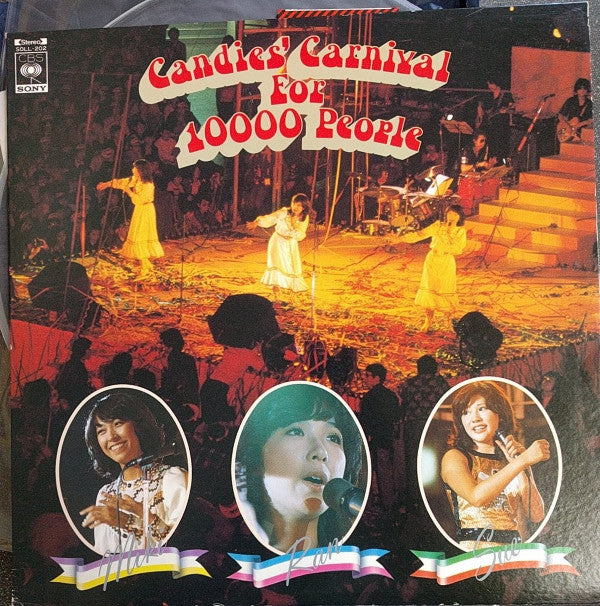 Stereo
SOLL-202
CBS
SONY
Candies' Carnival
For
10000 People
Miki
Ran
Sue